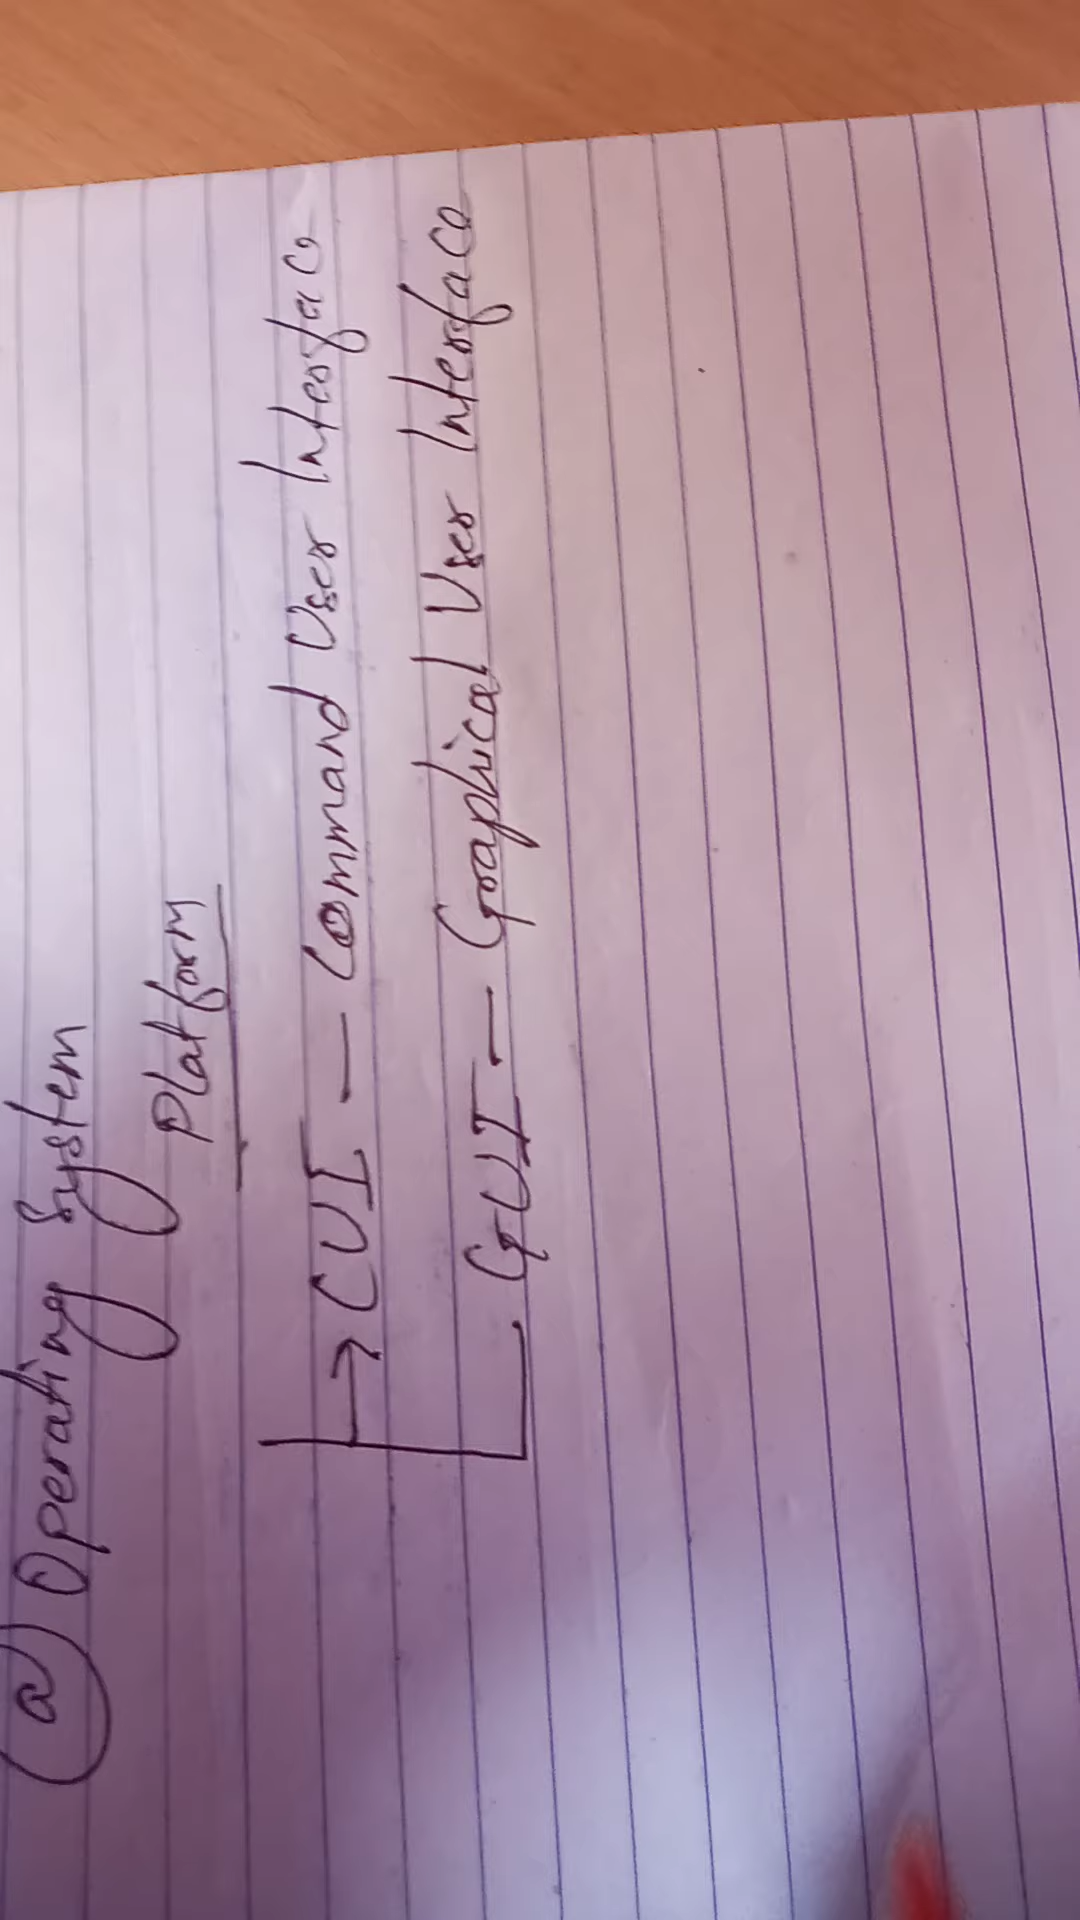 a) Operating System
Platform
→ CUI — Command User Interface
GUI — Graphical User Interface